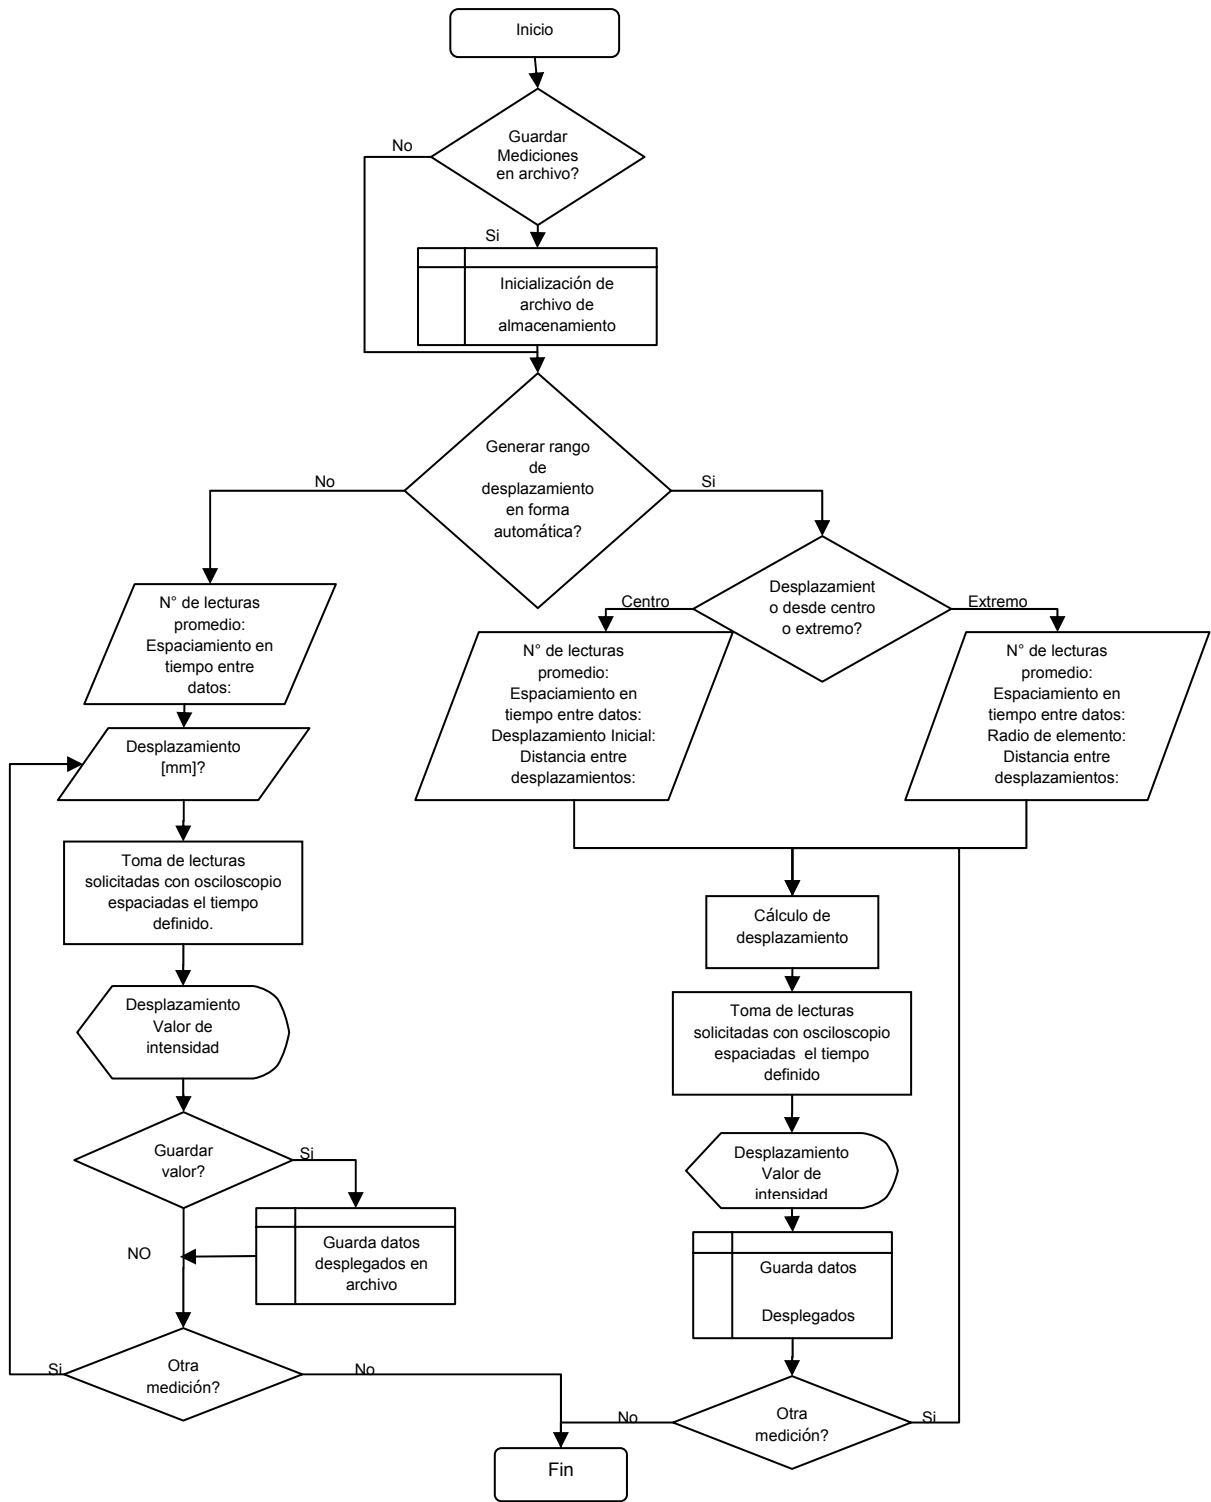 Inicio
Guardar
Mediciones
en archivo?
No
Si
Inicialización de
archivo de
almacenamiento
Generar rango
de
desplazamiento
en forma
automática?
No
Si
Desplazamient
o desde centro
o extremo?
Centro
Extremo
N° de lecturas
promedio:
Espaciamiento en
tiempo entre
datos:
N° de lecturas
promedio:
Espaciamiento en
tiempo entre datos:
Desplazamiento Inicial:
Distancia entre
desplazamientos:
N° de lecturas
promedio:
Espaciamiento en
tiempo entre datos:
Radio de elemento:
Distancia entre
desplazamientos:
Desplazamiento
[mm]?
Toma de lecturas
solicitadas con osciloscopio
espaciadas el tiempo
definido.
Desplazamiento
Valor de
intensidad
Guardar
valor?
Si
NO
Guarda datos
desplegados en
archivo
Otra
medición?
Si
No
Cálculo de
desplazamiento
Toma de lecturas
solicitadas con osciloscopio
espaciadas el tiempo
definido
Desplazamiento
Valor de
intensidad
Guarda datos
Desplegados
Otra
medición?
No
Si
Fin